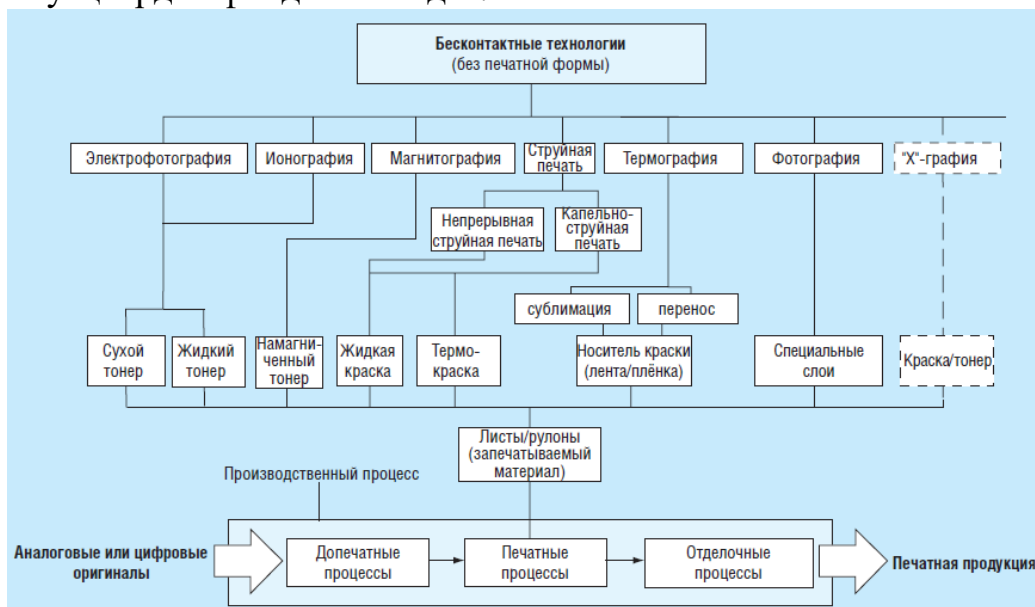 Бесконтактные технологии
(без печатной формы)
Электрофотография
Ионография
Магнитография
Струйная
печать
Термография
Фотография
"Х"-графия
Непрерывная
струйная печать
Капельно-
струйная
печать
сублимация
перенос
Сухой
тонер
Жидкий
тонер
Намагни-
ченный
тонер
Жидкая
краска
Термо-
краска
Носитель краски
(лента/плёнка)
Специальные
слои
Краска/тонер
Листы/рулоны
(запечатываемый
материал)
Производственный процесс
Аналоговые или цифровые
оригиналы
Допечатные
процессы
Печатные
процессы
Отделочные
процессы
Печатная продукция